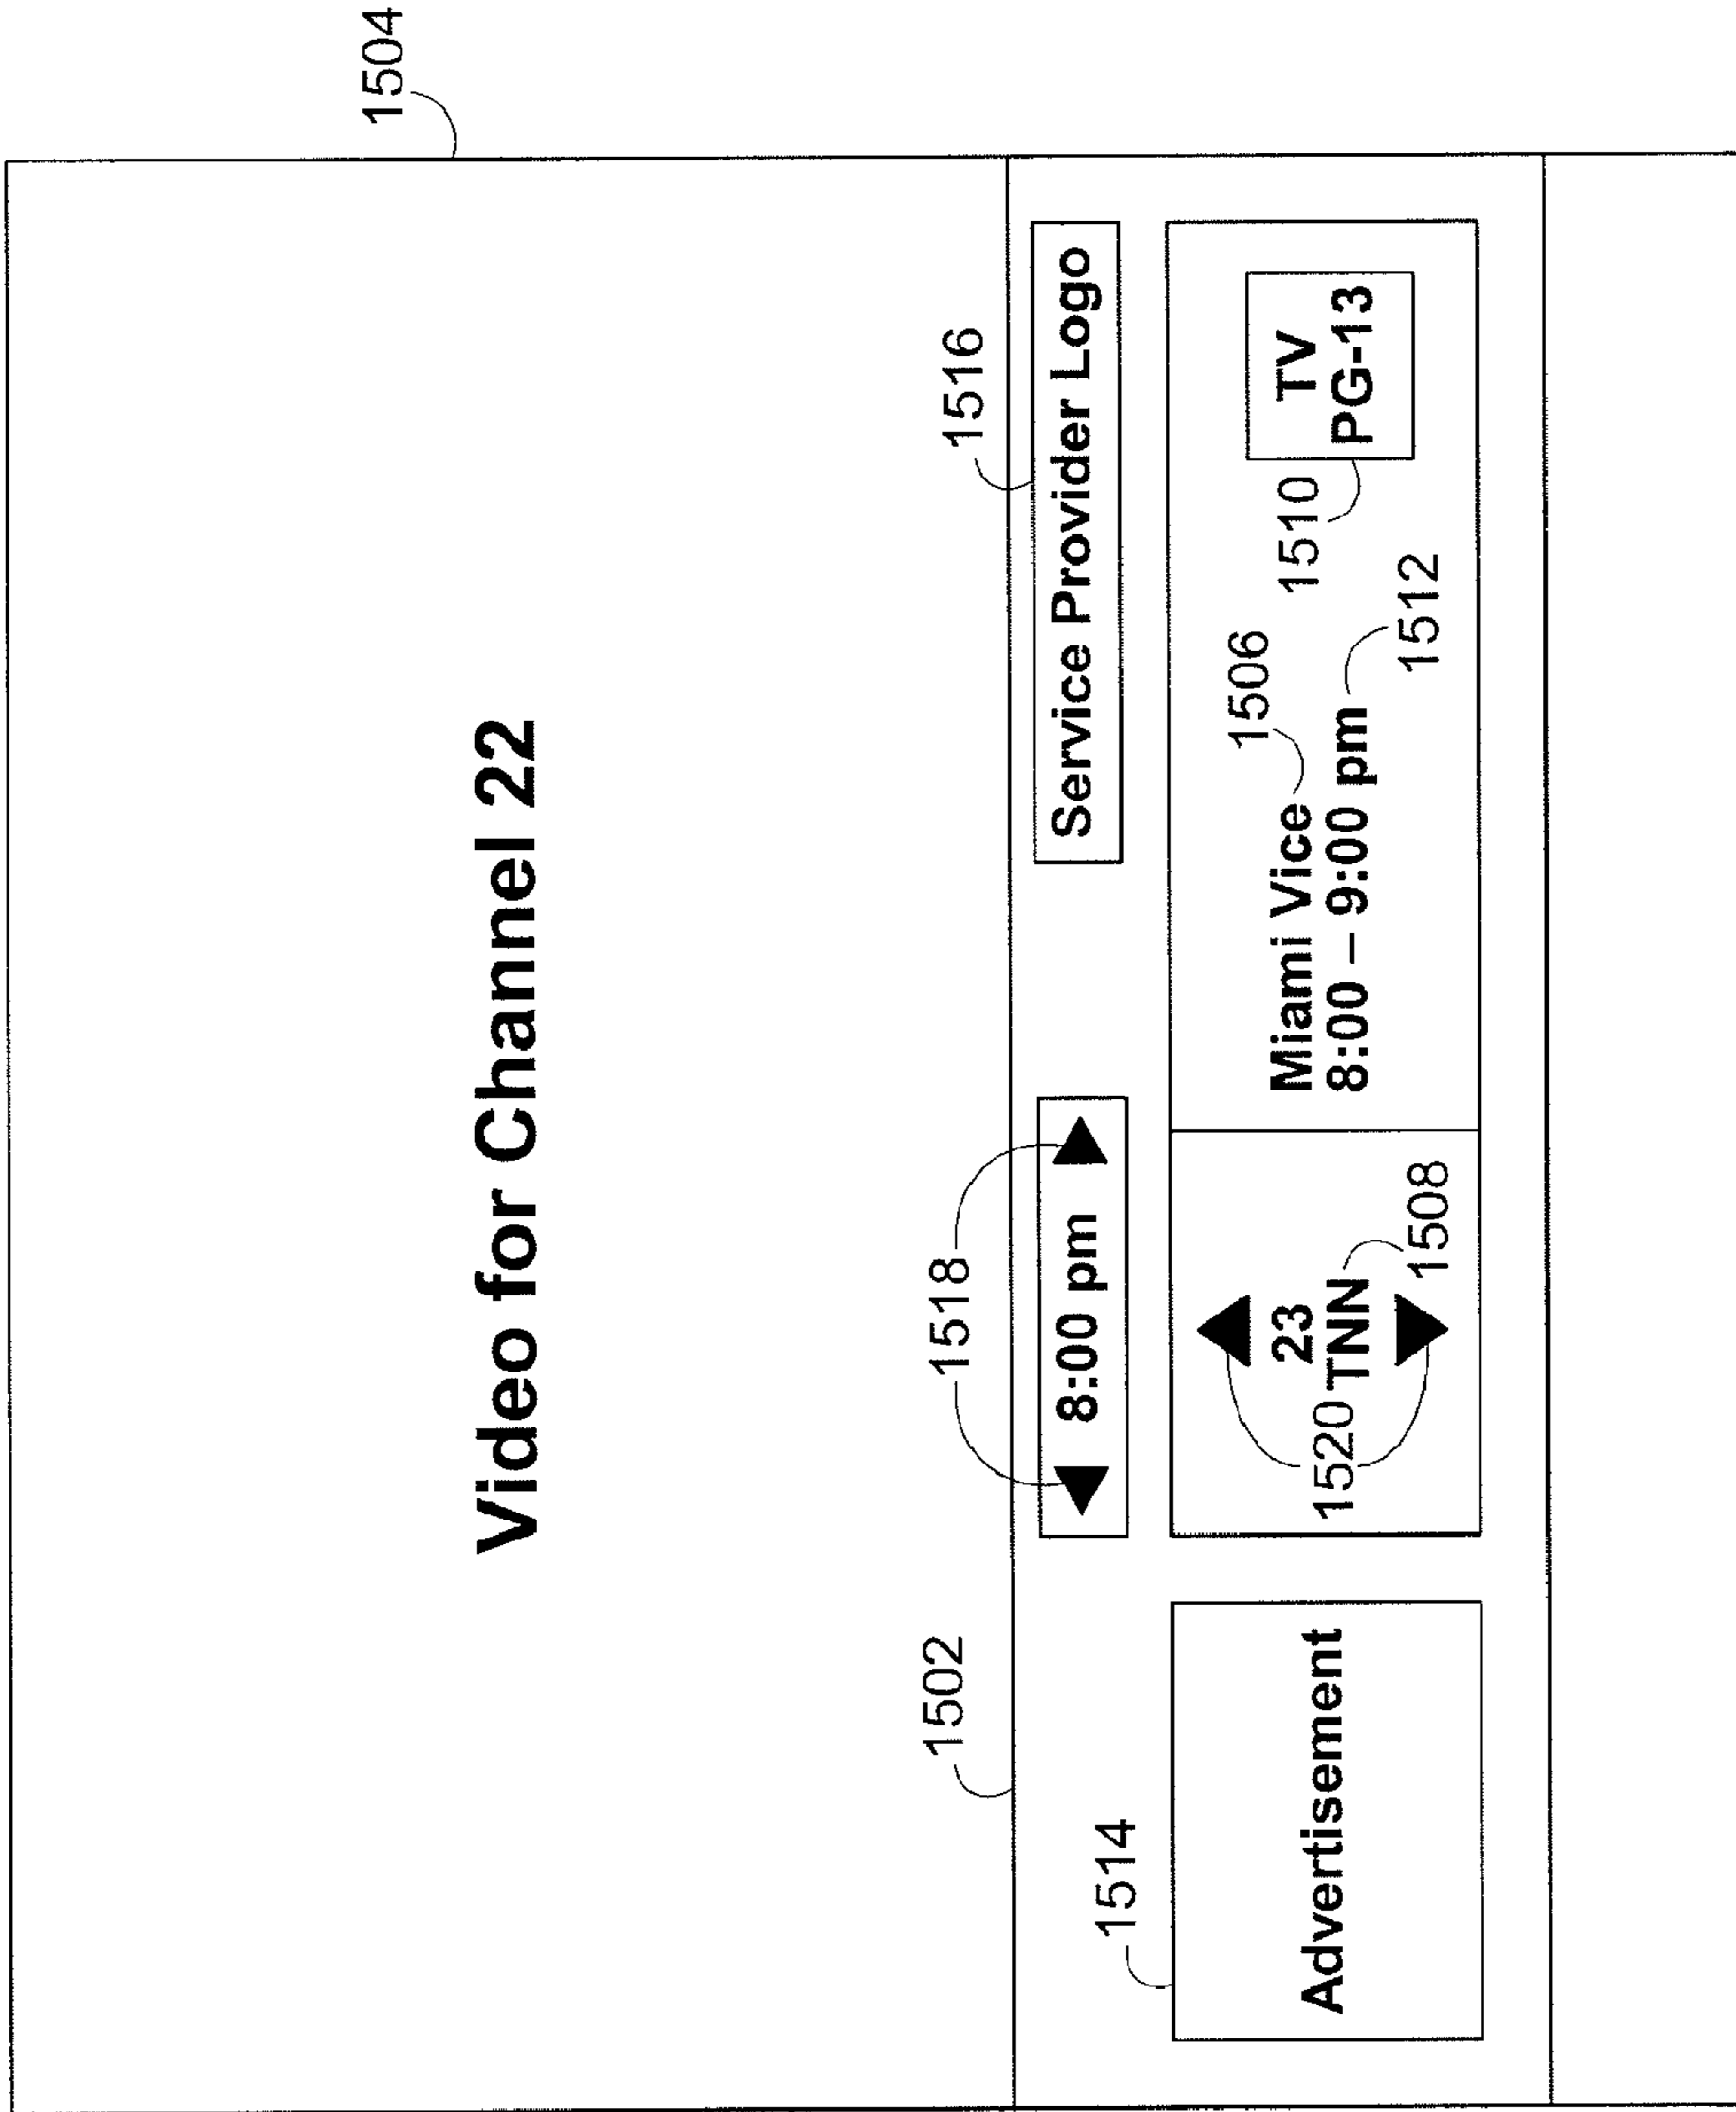 1504
Video for Channel 22
1502
1518
1516
8:00 pm
Service Provider Logo
1514
Advertisement
23
1520 TNN
1508
Miami Vice
1506
8:00 – 9:00 pm
1512
1510
TV
PG-13